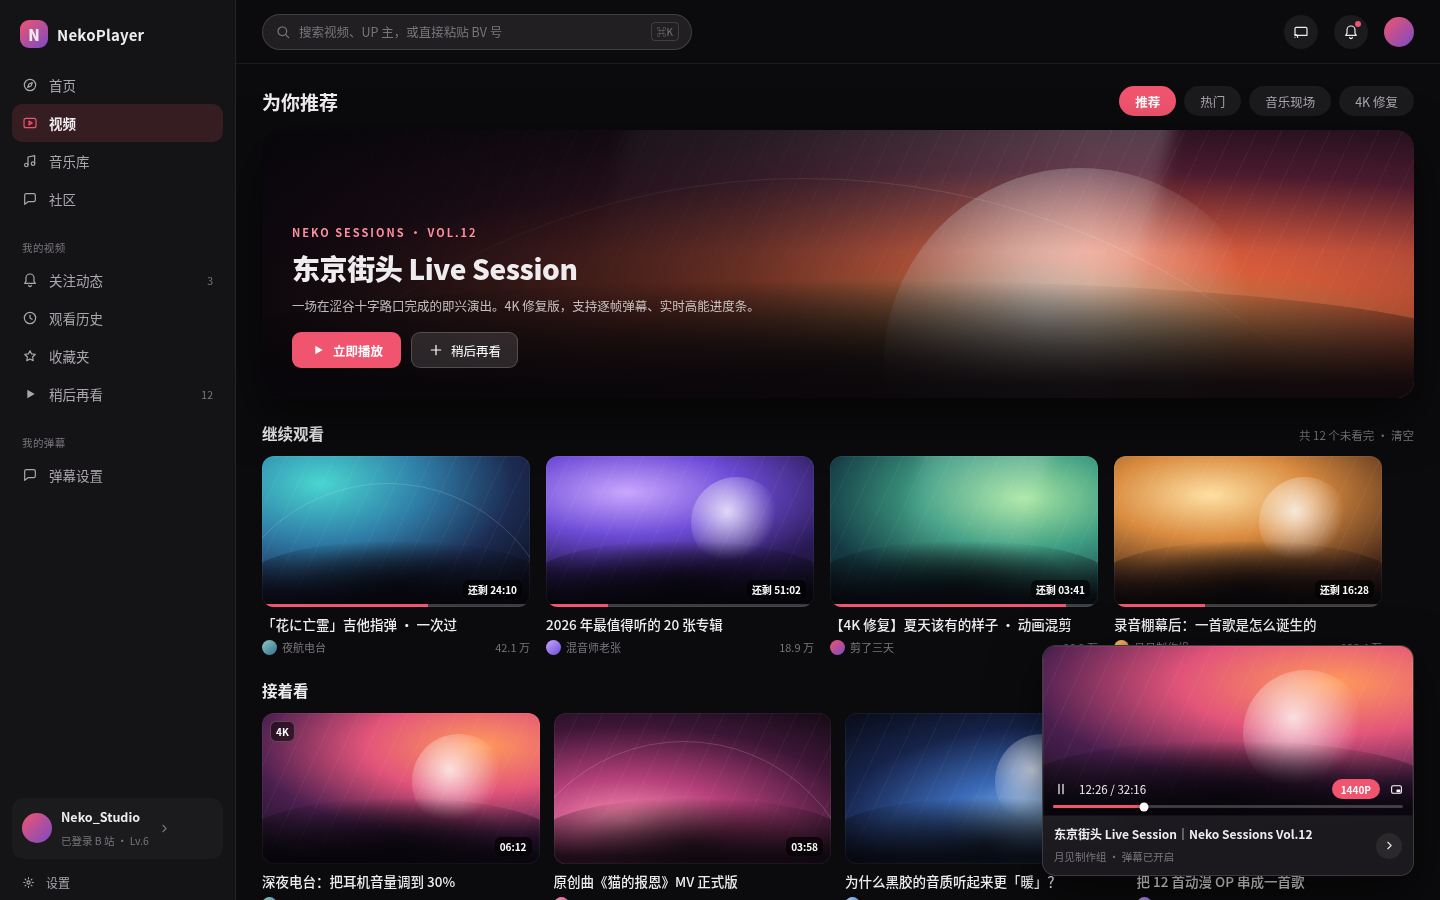 N NekoPlayer
搜索视频、UP 主，或直接粘贴 BV 号
⌘K
首页
视频
音乐库
社区
我的视频
关注动态 3
观看历史
收藏夹
稍后再看 12
我的弹幕
弹幕设置
Neko_Studio
已登录 B 站 · Lv.6
设置
为你推荐
推荐 热门 音乐现场 4K 修复
NEKO SESSIONS · VOL.12
东京街头 Live Session
一场在涩谷十字路口完成的即兴演出。4K 修复版，支持逐帧弹幕、实时高能进度条。
立即播放 稍后再看
继续观看
共 12 个未看完 · 清空
还剩 24:10
「花に亡霊」吉他指弹 · 一次过
夜航电台 42.1 万
还剩 51:02
2026 年最值得听的 20 张专辑
混音师老张 18.9 万
还剩 03:41
【4K 修复】夏天该有的样子 · 动画混剪
剪了三天
还剩 16:28
录音棚幕后：一首歌是怎么诞生的
接着看
4K
06:12
深夜电台：把耳机音量调到 30%
03:58
原创曲《猫的报恩》MV 正式版
为什么黑胶的音质听起来更「暖」？
把 12 首动漫 OP 串成一首歌
12:26 / 32:16
1440P
东京街头 Live Session｜Neko Sessions Vol.12
月见制作组 · 弹幕已开启